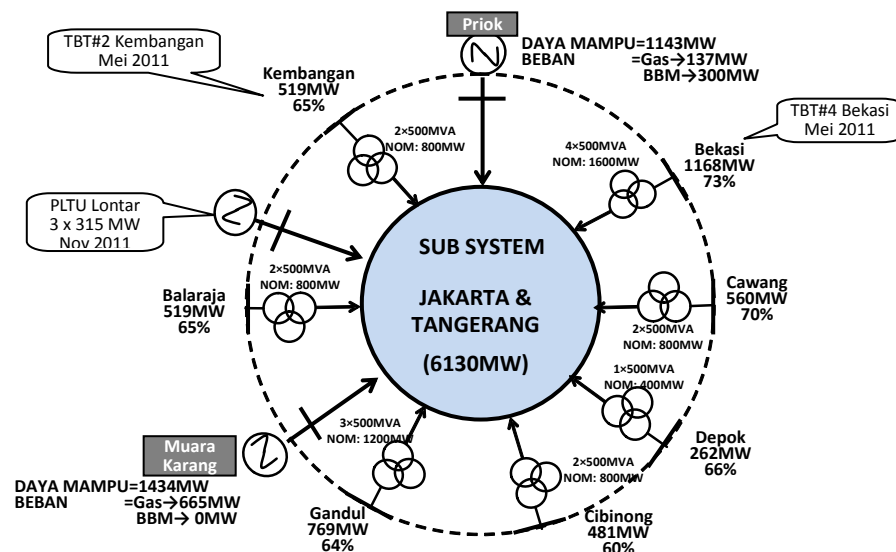 Priok
DAYA MAMPU=1143MW
BEBAN =Gas→137MW
BBM→300MW
TBT#2 Kembangan
Mei 2011
Kembangan
519MW
65%
2×500MVA
NOM: 800MW
4×500MVA
NOM: 1600MW
TBT#4 Bekasi
Mei 2011
Bekasi
1168MW
73%
PLTU Lontar
3 x 315 MW
Nov 2011
SUB SYSTEM
JAKARTA &
TANGERANG
(6130MW)
2×500MVA
NOM: 800MW
Balaraja
519MW
65%
Cawang
560MW
70%
2×500MVA
NOM: 800MW
1×500MVA
NOM: 400MW
Depok
262MW
66%
3×500MVA
NOM: 1200MW
Muara
Karang
DAYA MAMPU=1434MW
BEBAN =Gas→665MW
BBM→ 0MW
2×500MVA
NOM: 800MW
Gandul
769MW
64%
Cibinong
481MW
60%